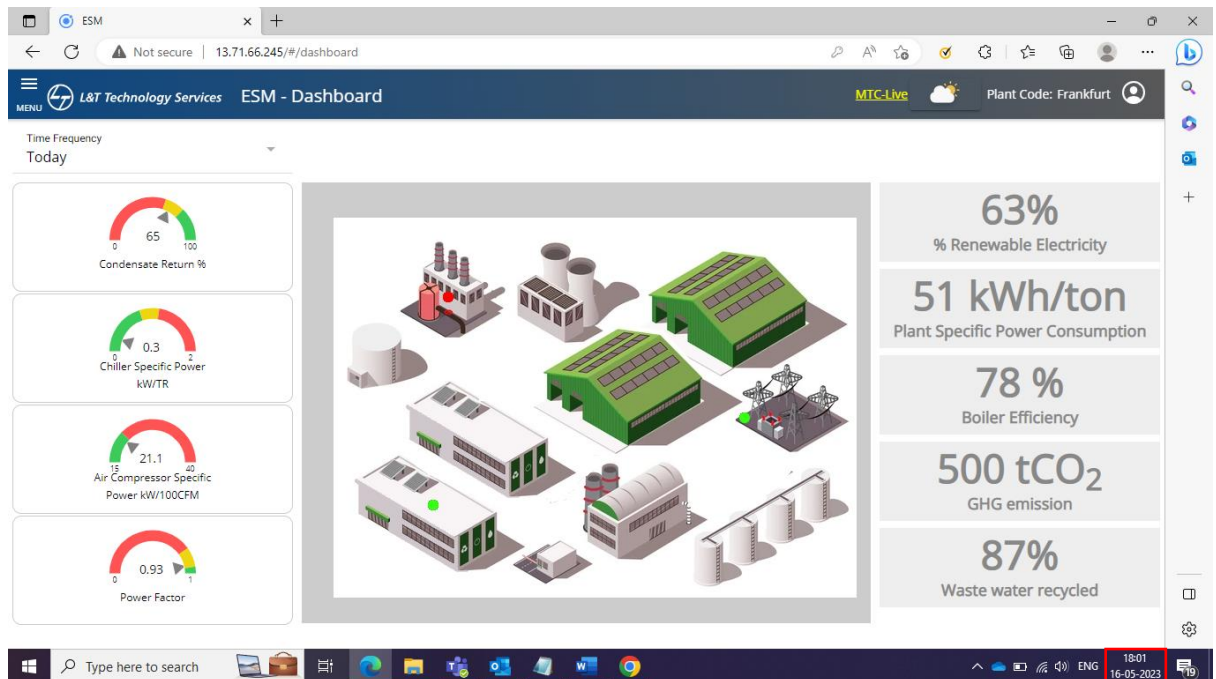 ESM
Not secure | 13.71.66.245/#/dashboard
MENU
L&T Technology Services ESM - Dashboard
MTC-Live
Plant Code: Frankfurt
Time Frequency
Today
65
0 100
Condensate Return %
0.3
0 2
Chiller Specific Power
kW/TR
21.1
15 40
Air Compressor Specific
Power kW/100CFM
0.93
0 1
Power Factor
63%
% Renewable Electricity
51 kWh/ton
Plant Specific Power Consumption
78 %
Boiler Efficiency
500 tCO₂
GHG emission
87%
Waste water recycled
Type here to search
ENG
18:01
16-05-2023
19